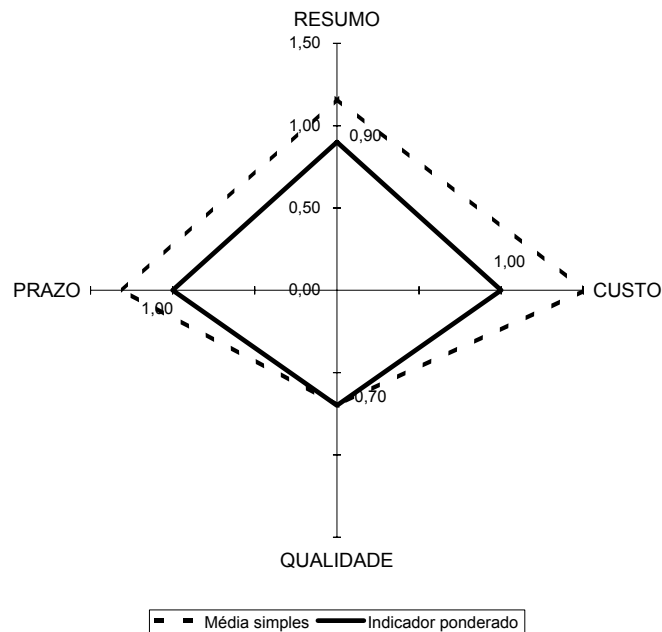 RESUMO
1,50
1,00
0,90
0,50
1,00
PRAZO
0,00
CUSTO
1,00
0,70
QUALIDADE
Média simples
Indicador ponderado